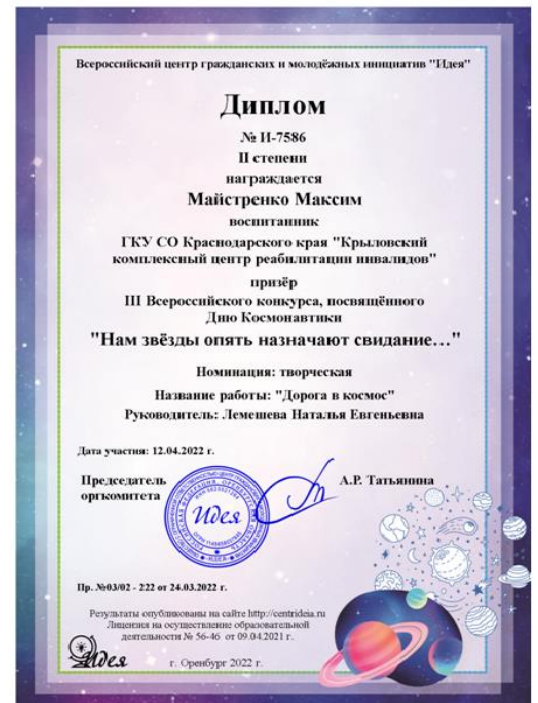 Всероссийский центр гражданских и молодёжных инициатив "Идея"
Диплом
№ И-7586
II степени
награждается
Майстренко Максим
воспитанник
ГКУ СО Краснодарского края "Крыловский
комплексный центр реабилитации инвалидов"
призёр
III Всероссийского конкурса, посвящённого
Дню Космонавтики
"Нам звёзды опять назначают свидание…"
Номинация: творческая
Название работы: "Дорога в космос"
Руководитель: Лемешева Наталья Евгеньевна
Дата участия: 12.04.2022 г.
Председатель
оргкомитета
А.Р. Татьянина
Идея
Пр. №03/02 - 222 от 24.03.2022 г.
Результаты опубликованы на сайте http://centrideia.ru
Лицензия на осуществление образовательной
деятельности № 56-46 от 09.04.2021 г.
Идея
г. Оренбург 2022 г.